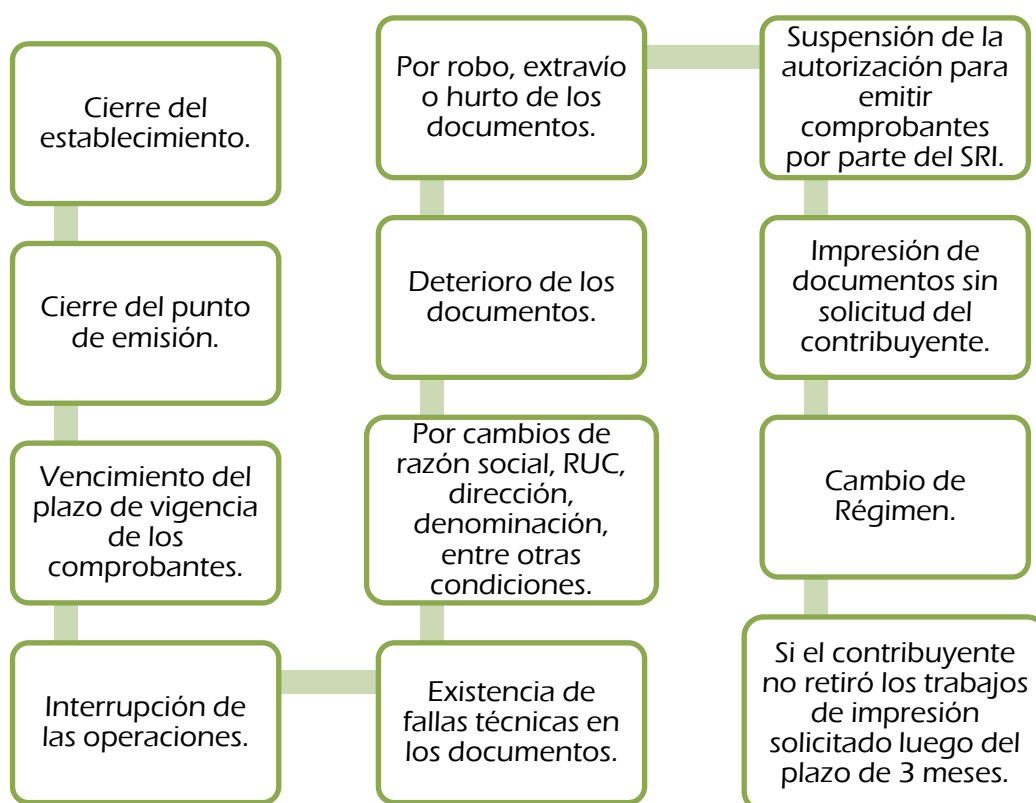 Cierre del
establecimiento.
Cierre del punto
de emisión.
Vencimiento del
plazo de vigencia
de los
comprobantes.
Interrupción de
las operaciones.
Existencia de
fallas técnicas en
los documentos.
Por cambios de
razón social, RUC,
dirección,
denominación,
entre otras
condiciones.
Deterioro de los
documentos.
Por robo, extravío
o hurto de los
documentos.
Suspensión de la
autorización para
emitir
comprobantes
por parte del SRI.
Impresión de
documentos sin
solicitud del
contribuyente.
Cambio de
Régimen.
Si el contribuyente
no retiró los trabajos
de impresión
solicitado luego del
plazo de 3 meses.